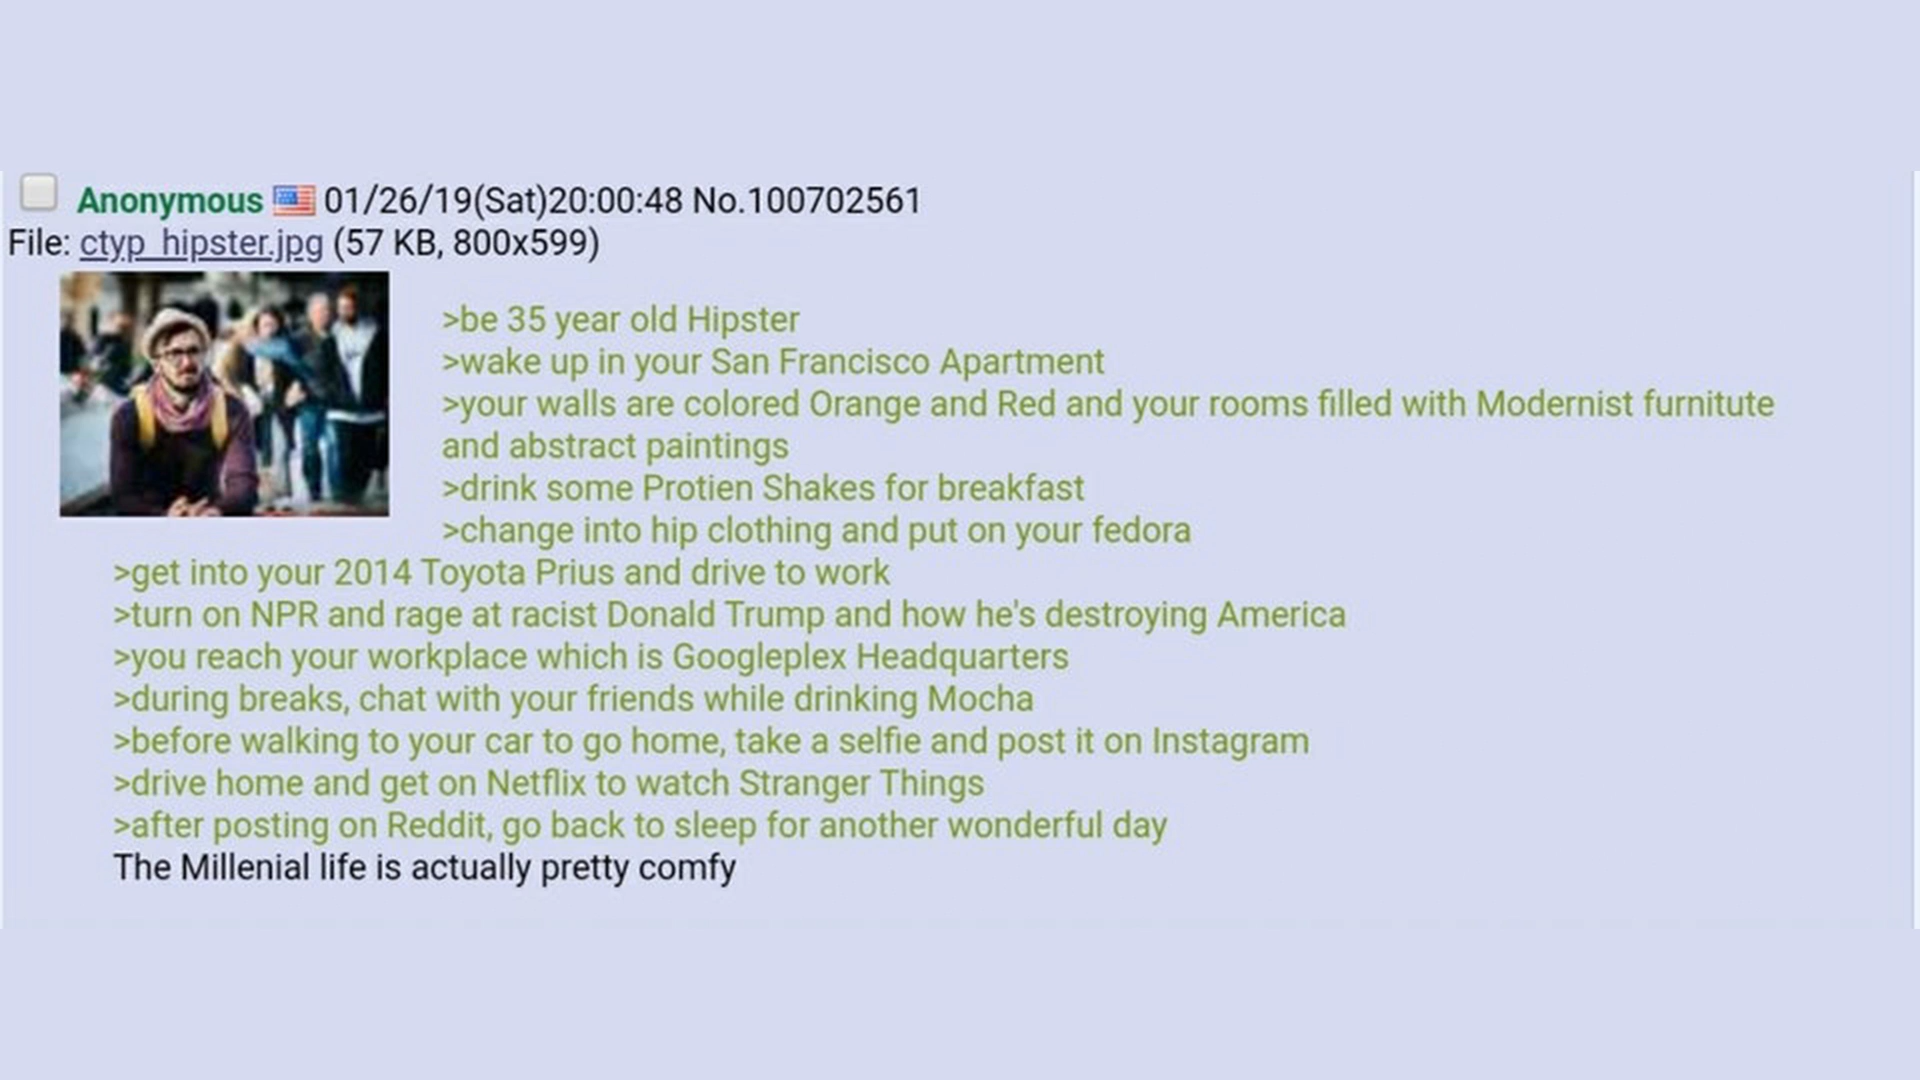 Anonymous 01/26/19(Sat)20:00:48 No.100702561
File: ctyp_hipster.jpg (57 KB, 800x599)
>be 35 year old Hipster
>wake up in your San Francisco Apartment
>your walls are colored Orange and Red and your rooms filled with Modernist furnitute
and abstract paintings
>drink some Protien Shakes for breakfast
>change into hip clothing and put on your fedora
>get into your 2014 Toyota Prius and drive to work
>turn on NPR and rage at racist Donald Trump and how he's destroying America
>you reach your workplace which is Googleplex Headquarters
>during breaks, chat with your friends while drinking Mocha
>before walking to your car to go home, take a selfie and post it on Instagram
>drive home and get on Netflix to watch Stranger Things
>after posting on Reddit, go back to sleep for another wonderful day
The Millenial life is actually pretty comfy